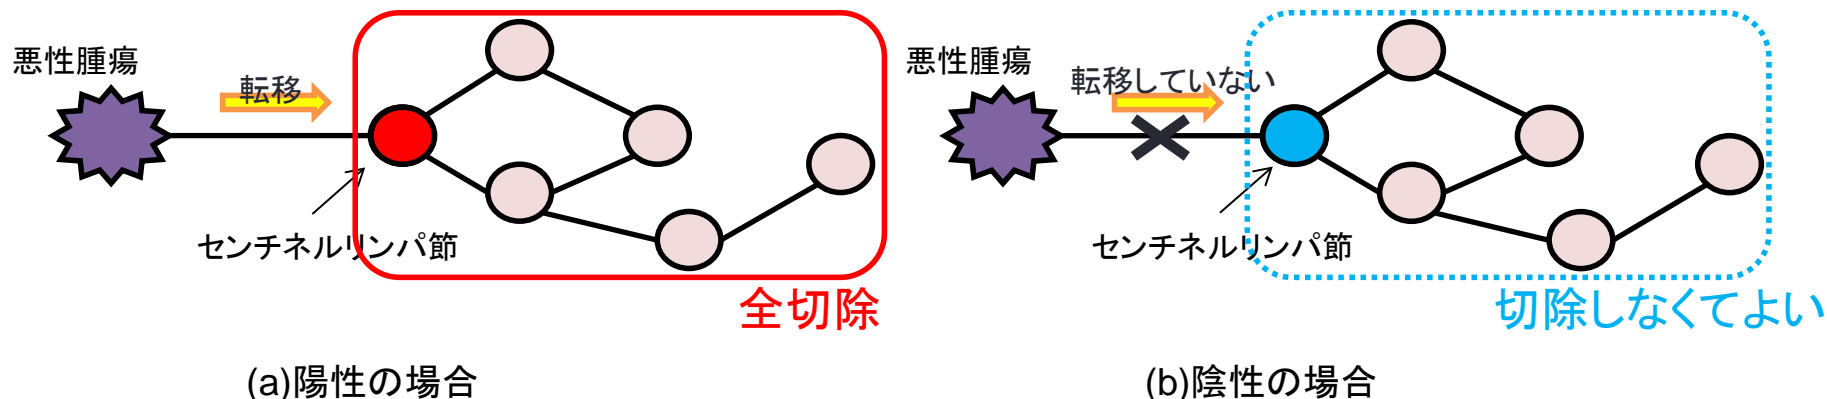 悪性腫瘍
転移
センチネルリンパ節
全切除
(a)陽性の場合
悪性腫瘍
転移していない
センチネルリンパ節
切除しなくてよい
(b)陰性の場合